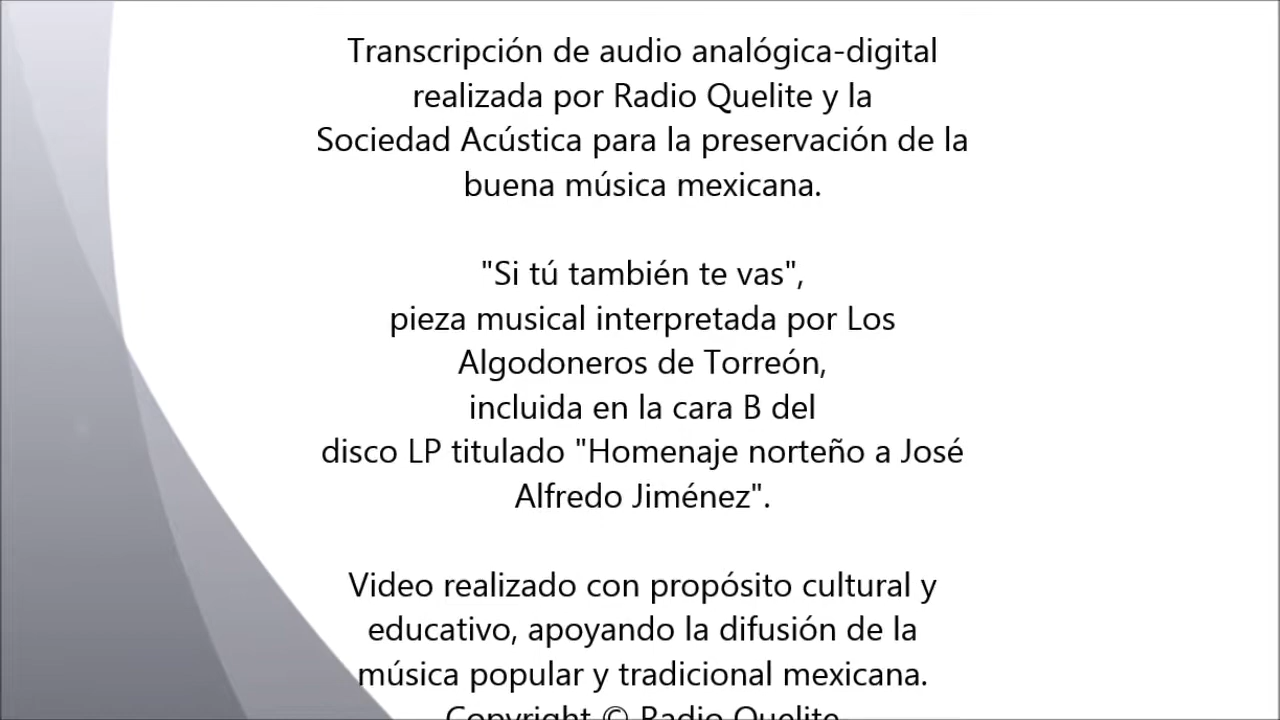 Transcripción de audio analógica-digital
realizada por Radio Quelite y la
Sociedad Acústica para la preservación de la
buena música mexicana.
"Si tú también te vas",
pieza musical interpretada por Los
Algodoneros de Torreón,
incluida en la cara B del
disco LP titulado "Homenaje norteño a José
Alfredo Jiménez".
Video realizado con propósito cultural y
educativo, apoyando la difusión de la
música popular y tradicional mexicana.
Copyright © Radio Quelite